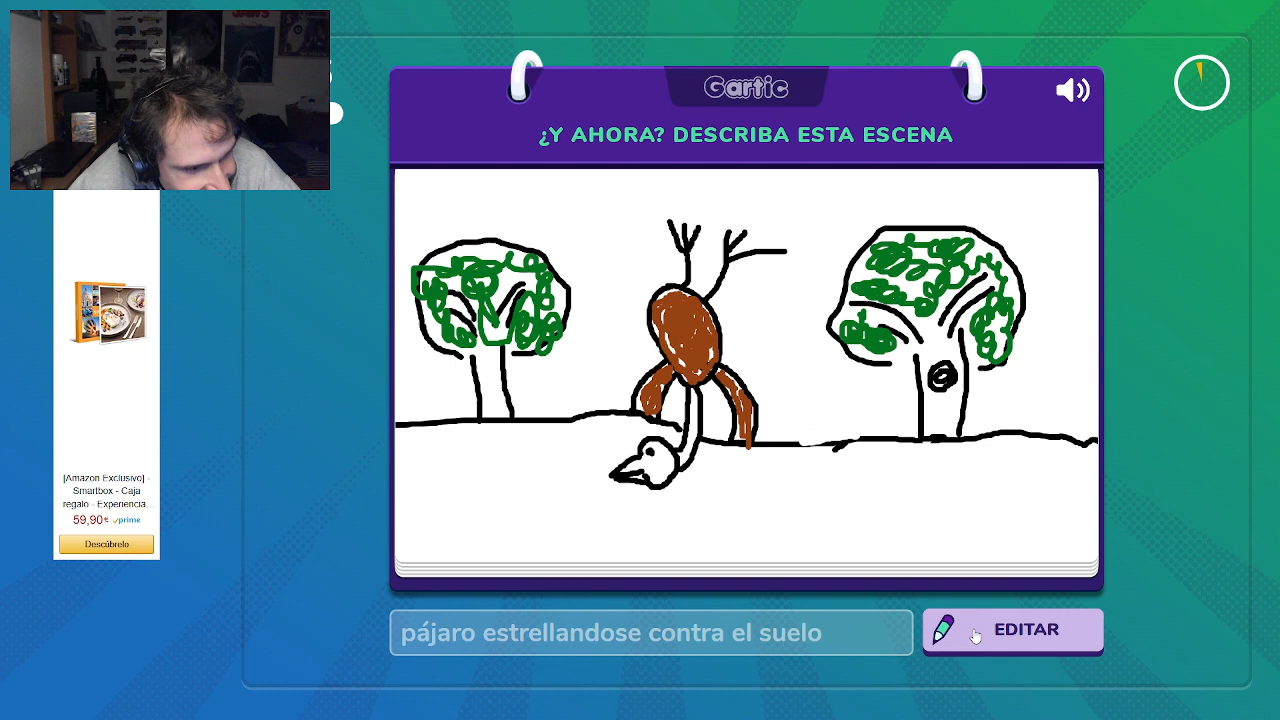 Gartic
¿Y AHORA? DESCRIBA ESTA ESCENA
[Amazon Exclusivo] -
Smartbox - Caja
regalo - Experiencia...
59,90€ prime
Descúbrelo
pájaro estrellandose contra el suelo
EDITAR